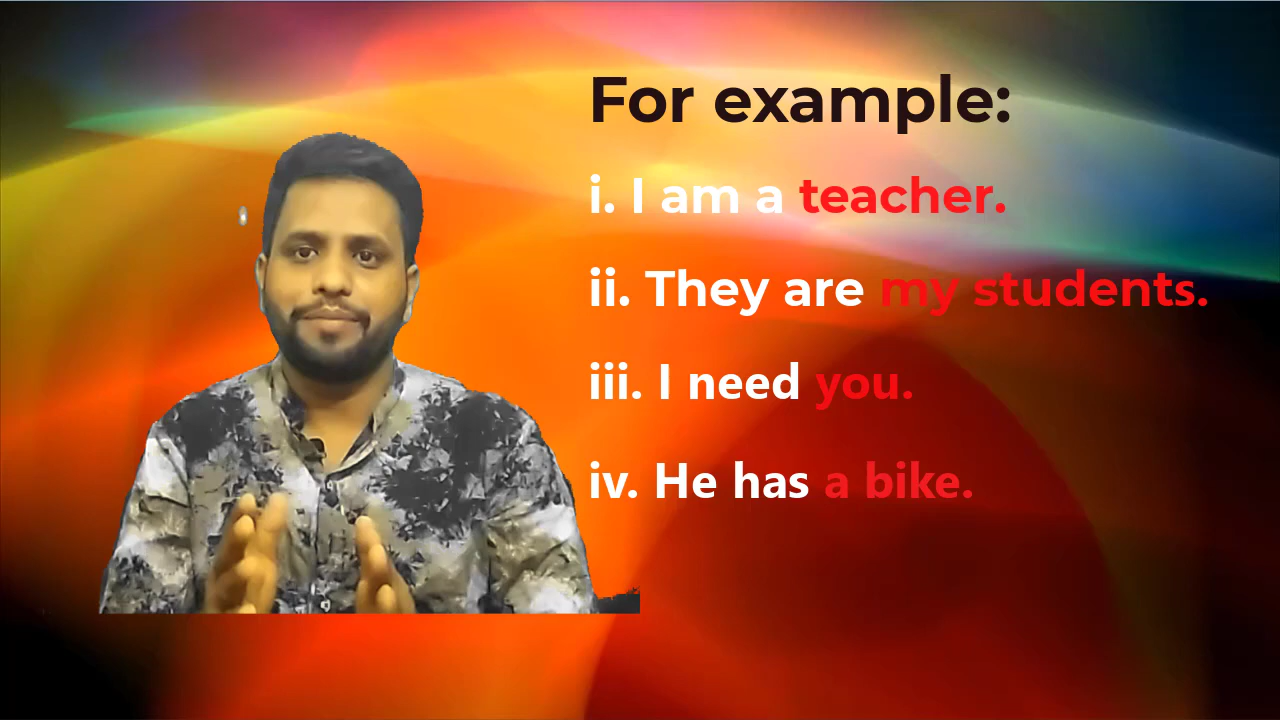 For example:
i. I am a teacher.
ii. They are my students.
iii. I need you.
iv. He has a bike.